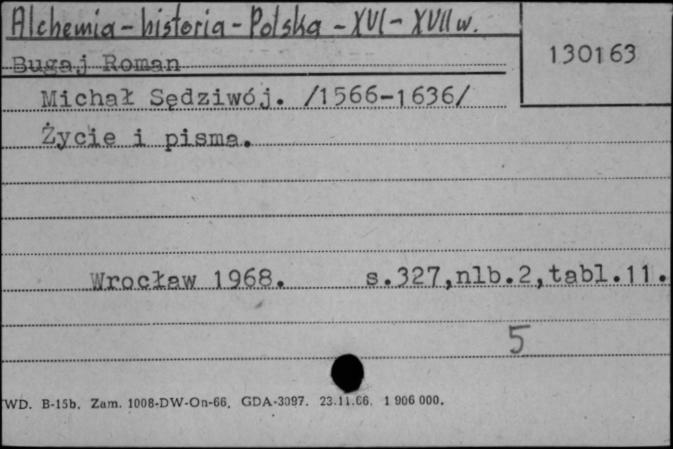 Alchemia - historia - Polska - XVI - XVII w.
130163
Bugaj Roman
Michał Sędziwój. /1566-1636/
Życie i pisma.
Wrocław 1968. s.327,nlb.2,tabl.11.
5
WD. B-15b. Zam. 1008-DW-On-66. GDA-3097. 23.11.66. 1 906 000.